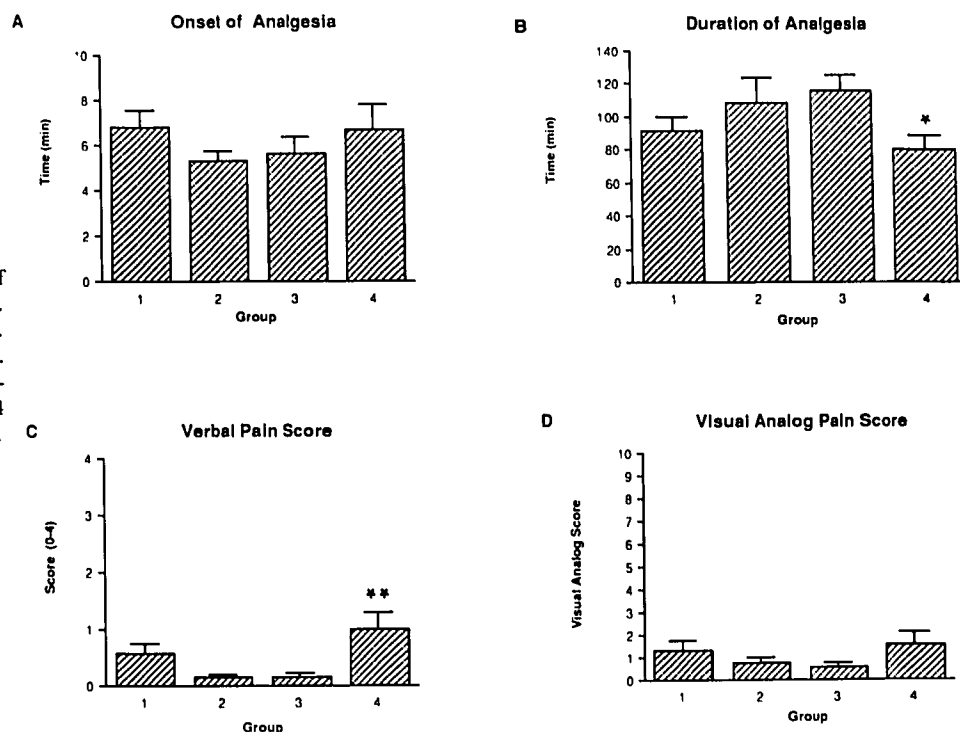 A
Onset of Analgesia
10
8
6
4
2
0
Time (min)
1 2 3 4
Group
B
Duration of Analgesia
140
120
100
80
60
40
20
0
Time (min)
*
1 2 3 4
Group
C
Verbal Pain Score
4
3
2
1
0
Score (0-4)
**
1 2 3 4
Group
D
Visual Analog Pain Score
10
9
8
7
6
5
4
3
2
1
0
Visual Analog Score
1 2 3 4
Group